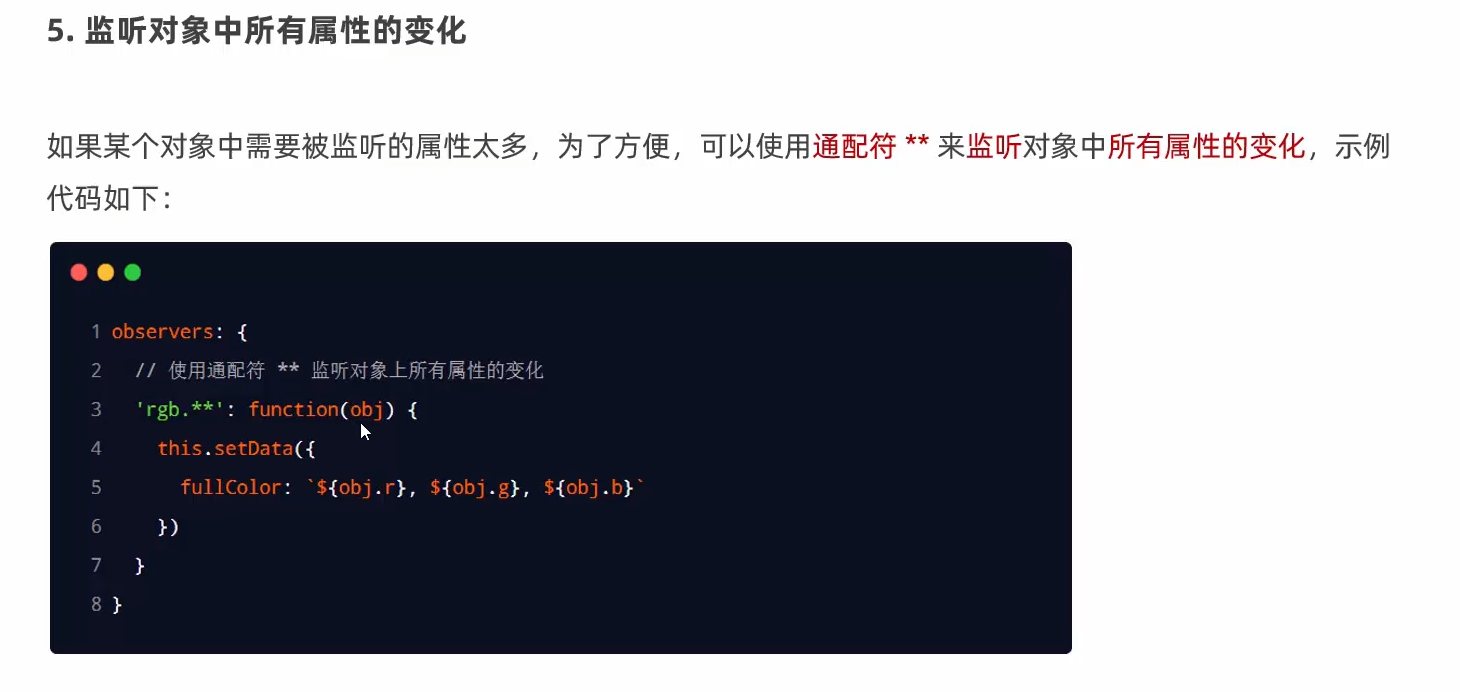 5. 监听对象中所有属性的变化
如果某个对象中需要被监听的属性太多，为了方便，可以使用通配符 ** 来监听对象中所有属性的变化，示例
代码如下：
1 observers: {
2   // 使用通配符 ** 监听对象上所有属性的变化
3   'rgb.**': function(obj) {
4     this.setData({
5       fullColor: `${obj.r}, ${obj.g}, ${obj.b}`
6     })
7   }
8 }